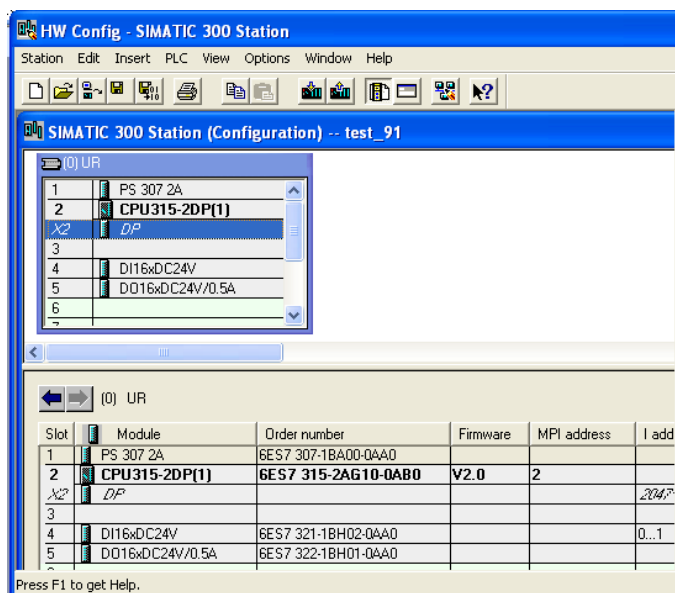 HW Config - SIMATIC 300 Station
Station Edit Insert PLC View Options Window Help
SIMATIC 300 Station (Configuration) -- test_91
(0) UR
1 PS 307 2A
2 CPU315-2DP(1)
X2 DP
3
4 DI16xDC24V
5 DO16xDC24V/0.5A
6
7
(0) UR
Slot Module Order number Firmware MPI address I add
1 PS 307 2A 6ES7 307-1BA00-0AA0
2 CPU315-2DP(1) 6ES7 315-2AG10-0AB0 V2.0 2
X2 DP 2047
3
4 DI16xDC24V 6ES7 321-1BH02-0AA0 0...1
5 DO16xDC24V/0.5A 6ES7 322-1BH01-0AA0
Press F1 to get Help.